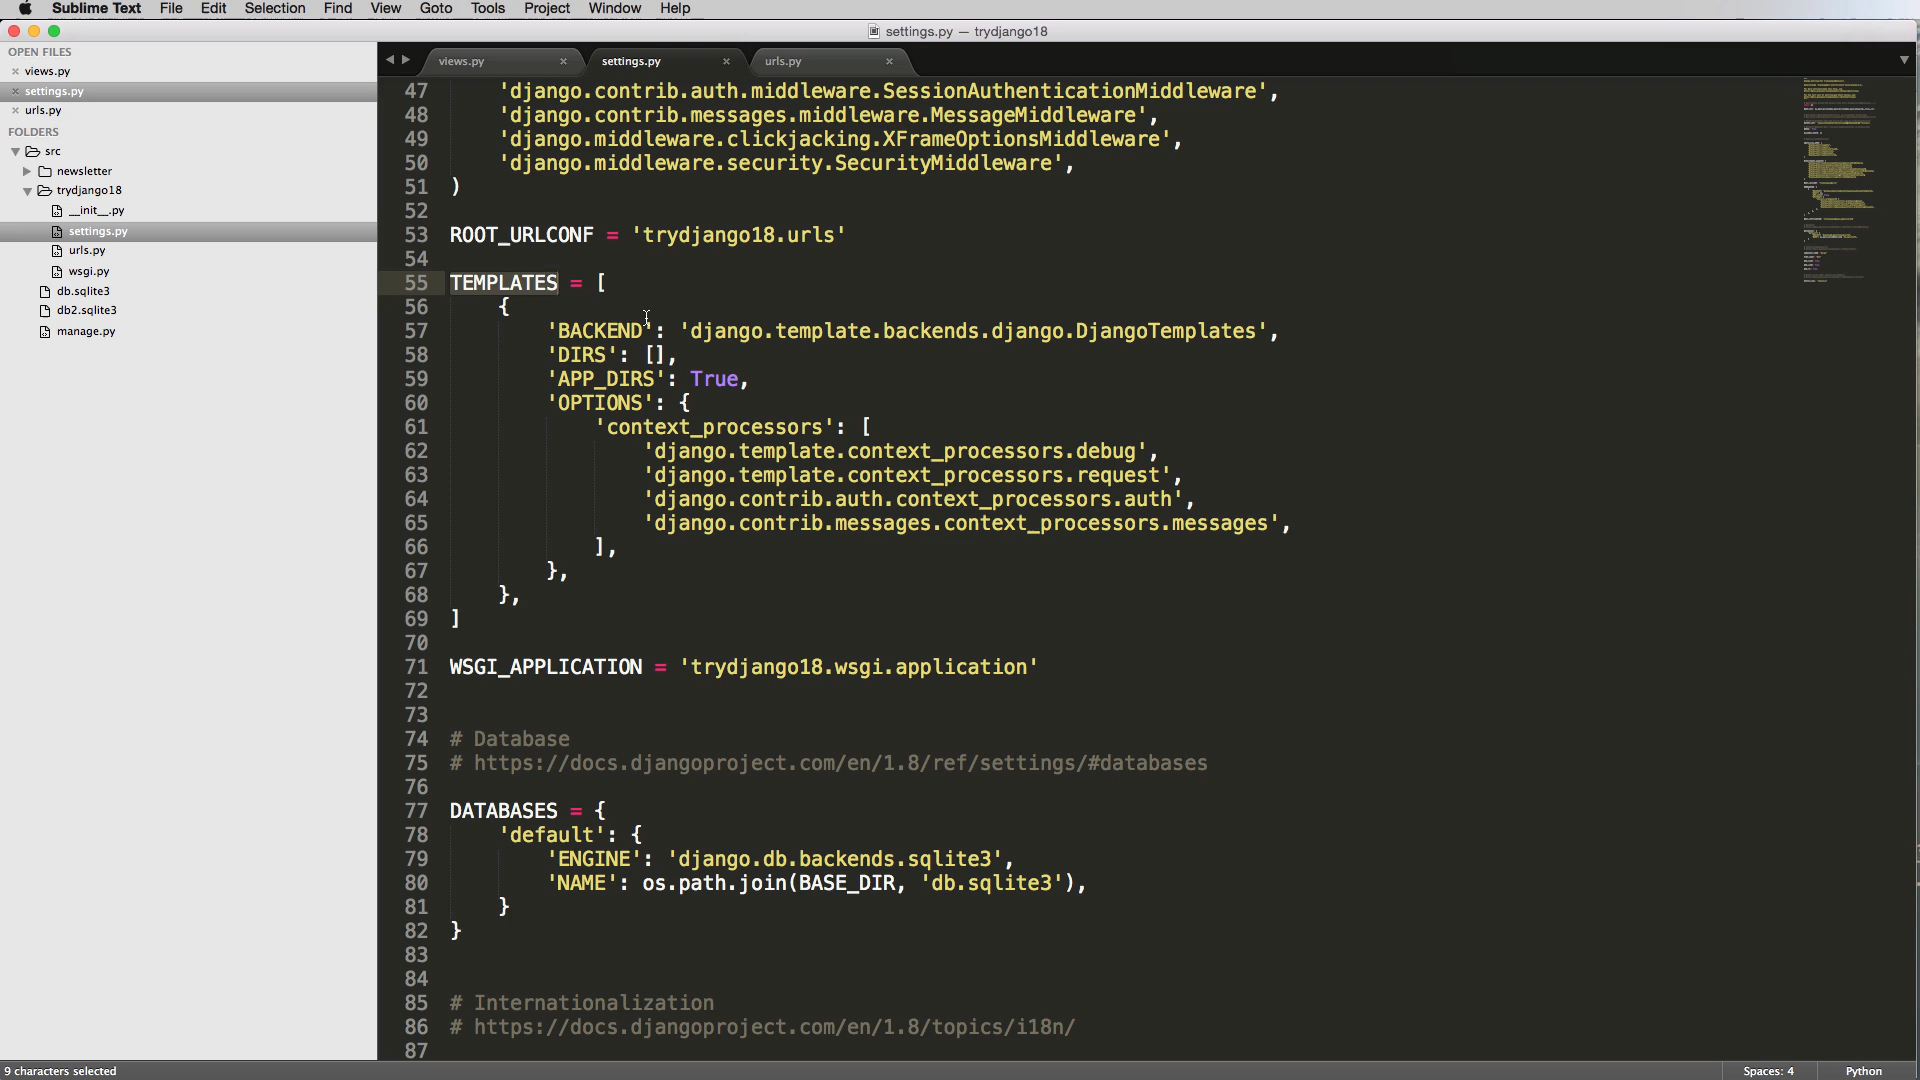 Sublime Text File Edit Selection Find View Goto Tools Project Window Help
settings.py — trydjango18
OPEN FILES
views.py
settings.py
urls.py
FOLDERS
src
newsletter
trydjango18
__init__.py
settings.py
urls.py
wsgi.py
db.sqlite3
db2.sqlite3
manage.py
views.py settings.py urls.py
47 'django.contrib.auth.middleware.SessionAuthenticationMiddleware',
48 'django.contrib.messages.middleware.MessageMiddleware',
49 'django.middleware.clickjacking.XFrameOptionsMiddleware',
50 'django.middleware.security.SecurityMiddleware',
51 )
52
53 ROOT_URLCONF = 'trydjango18.urls'
54
55 TEMPLATES = [
56 {
57 'BACKEND': 'django.template.backends.django.DjangoTemplates',
58 'DIRS': [],
59 'APP_DIRS': True,
60 'OPTIONS': {
61 'context_processors': [
62 'django.template.context_processors.debug',
63 'django.template.context_processors.request',
64 'django.contrib.auth.context_processors.auth',
65 'django.contrib.messages.context_processors.messages',
66 ],
67 },
68 },
69 ]
70
71 WSGI_APPLICATION = 'trydjango18.wsgi.application'
72
73
74 # Database
75 # https://docs.djangoproject.com/en/1.8/ref/settings/#databases
76
77 DATABASES = {
78 'default': {
79 'ENGINE': 'django.db.backends.sqlite3',
80 'NAME': os.path.join(BASE_DIR, 'db.sqlite3'),
81 }
82 }
83
84
85 # Internationalization
86 # https://docs.djangoproject.com/en/1.8/topics/i18n/
87
9 characters selected
Spaces: 4 Python